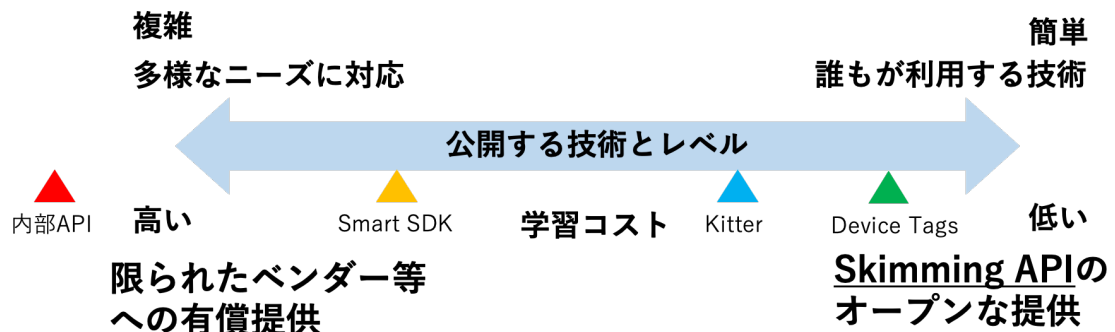 複雑
簡単
多様なニーズに対応
誰もが利用する技術
公開する技術とレベル
内部API
高い
Smart SDK
学習コスト
Kitter
Device Tags
低い
限られたベンダー等
への有償提供
Skimming APIの
オープンな提供